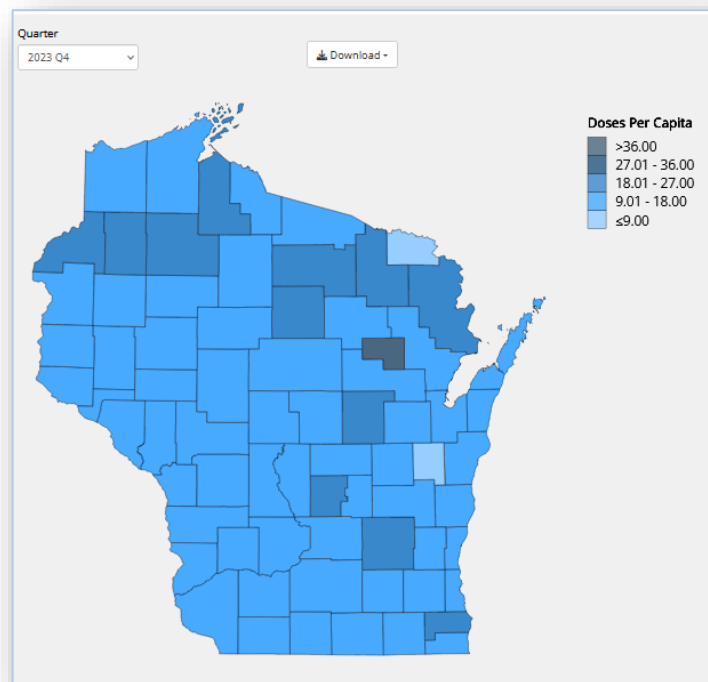 Quarter
2023 Q4
Download
Doses Per Capita
>36.00
27.01 - 36.00
18.01 - 27.00
9.01 - 18.00
≤9.00